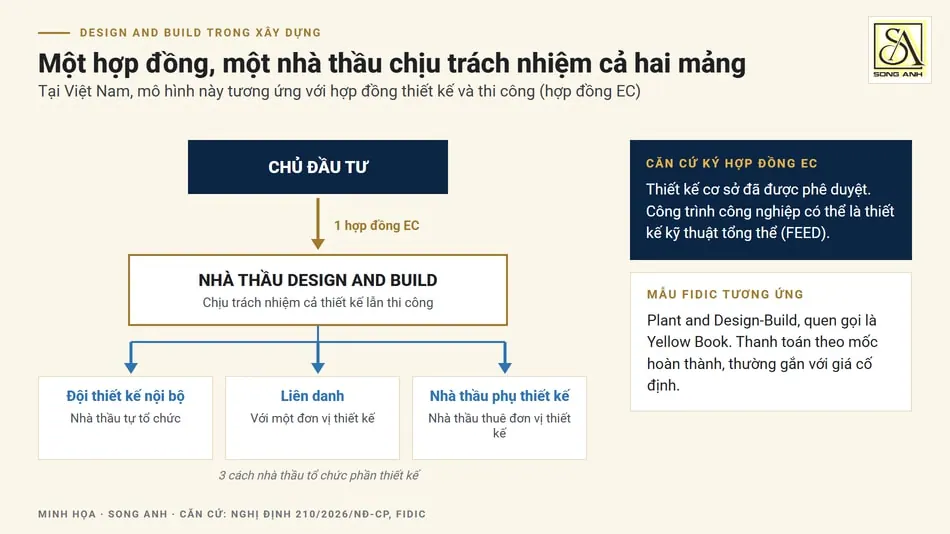 DESIGN AND BUILD TRONG XÂY DỰNG
Một hợp đồng, một nhà thầu chịu trách nhiệm cả hai mảng
Tại Việt Nam, mô hình này tương ứng với hợp đồng thiết kế và thi công (hợp đồng EC)
SA
SONG ANH
CHỦ ĐẦU TƯ
1 hợp đồng EC
NHÀ THẦU DESIGN AND BUILD
Chịu trách nhiệm cả thiết kế lẫn thi công
Đội thiết kế nội bộ
Nhà thầu tự tổ chức
Liên danh
Với một đơn vị thiết kế
Nhà thầu phụ thiết kế
Nhà thầu thuê đơn vị thiết
kế
3 cách nhà thầu tổ chức phần thiết kế
CĂN CỨ KÝ HỢP ĐỒNG EC
Thiết kế cơ sở đã được phê duyệt.
Công trình công nghiệp có thể là thiết
kế kỹ thuật tổng thể (FEED).
MẪU FIDIC TƯƠNG ỨNG
Plant and Design-Build, quen gọi là
Yellow Book. Thanh toán theo mốc
hoàn thành, thường gắn với giá cố
định.
MINH HỌA · SONG ANH · CĂN CỨ: NGHỊ ĐỊNH 210/2026/NĐ-CP, FIDIC